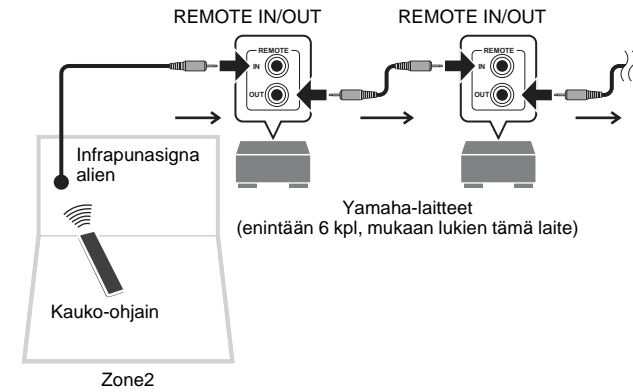 REMOTE IN/OUT
REMOTE IN/OUT
REMOTE
IN
OUT
REMOTE
IN
OUT
Infrapunasigna
alien
Yamaha-laitteet
(enintään 6 kpl, mukaan lukien tämä laite)
Kauko-ohjain
Zone2